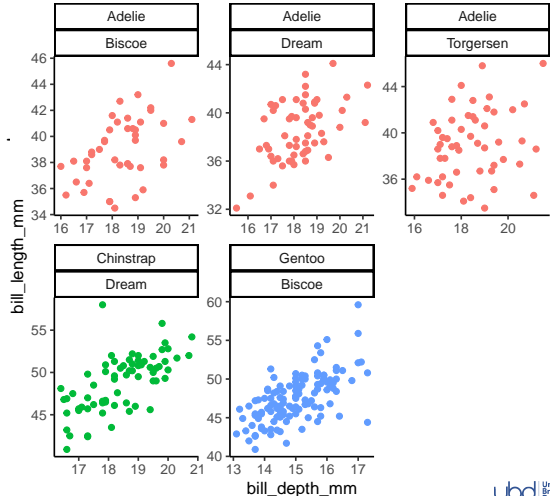 Adelie Adelie Adelie
Biscoe Dream Torgersen
46
44
42
40
38
36
34
16 17 18 19 20 21
44
40
36
32
15 16 17 18 19 20 21
44
40
36
16 18 20
bill_length_mm
Chinstrap Gentoo
Dream Biscoe
55
50
45
17 18 19 20 21
60
55
50
45
40
13 14 15 16 17
bill_depth_mm
ubd